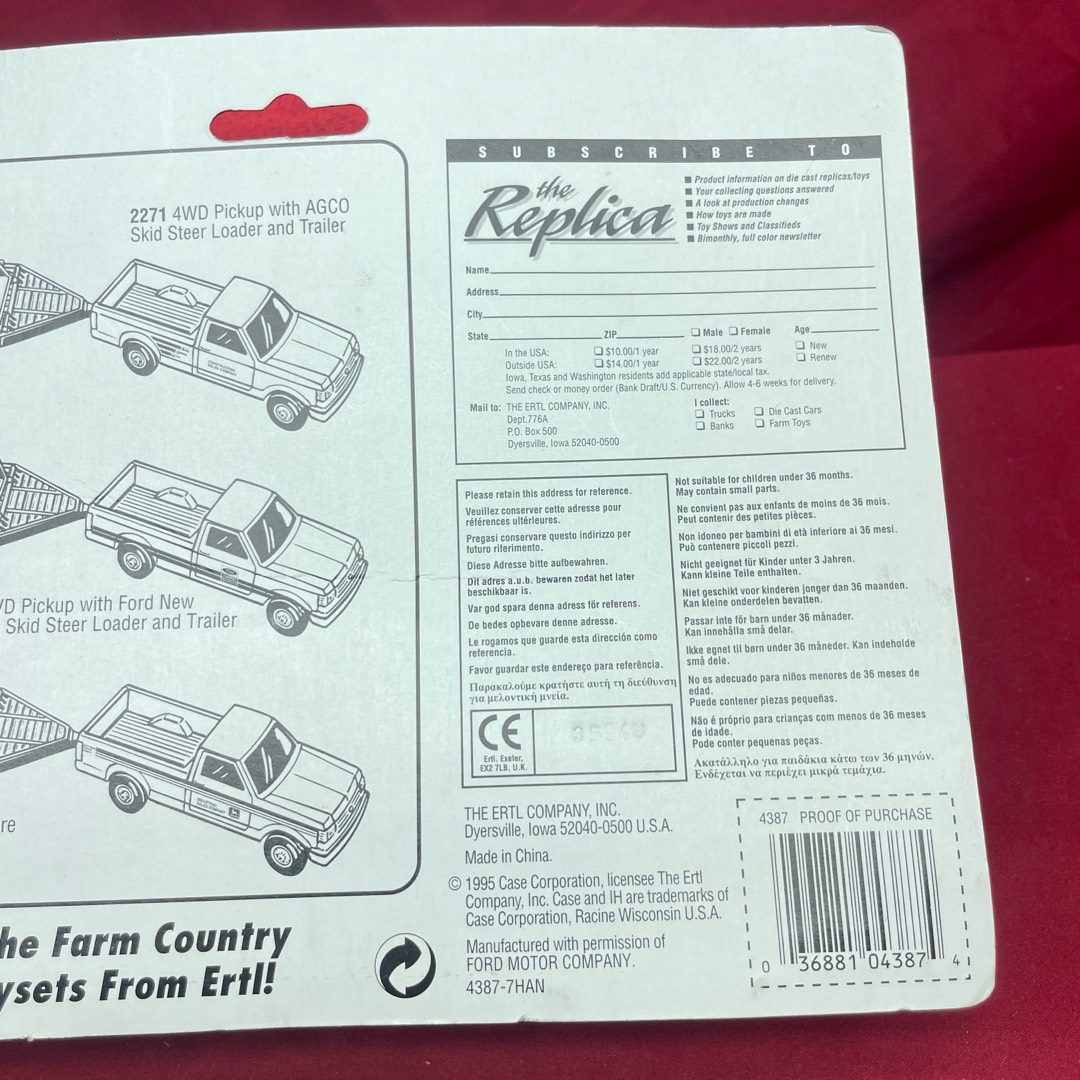 2271 4WD Pickup with AGCO
Skid Steer Loader and Trailer
VD Pickup with Ford New
Skid Steer Loader and Trailer
re
he Farm Country
ysets From Ertl!
SUBSCRIBE TO
the
Replica
■ Product information on die cast replicas/toys
■ Your collecting questions answered
■ A look at production changes
■ How toys are made
■ Toy Shows and Classifieds
■ Bimonthly, full color newsletter
Name
Address
City
State ZIP ❑ Male ❑ Female Age
In the USA: ❑ $10.00/1 year ❑ $18.00/2 years ❑ New
Outside USA: ❑ $14.00/1 year ❑ $22.00/2 years ❑ Renew
Iowa, Texas and Washington residents add applicable state/local tax.
Send check or money order (Bank Draft/U.S. Currency). Allow 4-6 weeks for delivery.
Mail to: THE ERTL COMPANY, INC.
Dept.776A
P.O. Box 500
Dyersville, Iowa 52040-0500
I collect:
❑ Trucks ❑ Die Cast Cars
❑ Banks ❑ Farm Toys
Please retain this address for reference.
Veuillez conserver cette adresse pour
références ultérieures.
Pregasi conservare questo indirizzo per
futuro riferimento.
Diese Adresse bitte aufbewahren.
Dit adres a.u.b. bewaren zodat het later
beschikbaar is.
Var god spara denna adress för referens.
De bedes opbevare denne adresse.
Le rogamos que guarde esta dirección como
referencia.
Favor guardar este endereço para referência.
Παρακαλούμε κρατήστε αυτή τη διεύθυνση
για μελοντική μνεία.
CE
Ertl, Exeter,
EX2 7LB, U.K.
Not suitable for children under 36 months.
May contain small parts.
Ne convient pas aux enfants de moins de 36 mois.
Peut contenir des petites pièces.
Non idoneo per bambini di età inferiore ai 36 mesi.
Può contenere piccoli pezzi.
Nicht geeignet für Kinder unter 3 Jahren.
Kann kleine Teile enthalten.
Niet geschikt voor kinderen jonger dan 36 maanden.
Kan kleine onderdelen bevatten.
Passar inte för barn under 36 månader.
Kan innehålla små delar.
Ikke egnet til børn under 36 måneder. Kan indeholde
små dele.
No es adecuado para niños menores de 36 meses de
edad.
Puede contener piezas pequeñas.
Não é próprio para crianças com menos de 36 meses
de idade.
Pode conter pequenas peças.
Ακατάλληλο για παιδάκια κάτω των 36 μηνών.
Ενδέχεται να περιέχει μικρά τεμάχια.
THE ERTL COMPANY, INC.
Dyersville, Iowa 52040-0500 U.S.A.
Made in China.
© 1995 Case Corporation, licensee The Ertl
Company, Inc. Case and IH are trademarks of
Case Corporation, Racine Wisconsin U.S.A.
Manufactured with permission of
FORD MOTOR COMPANY.
4387-7HAN
4387 PROOF OF PURCHASE
0 36881 04387 4